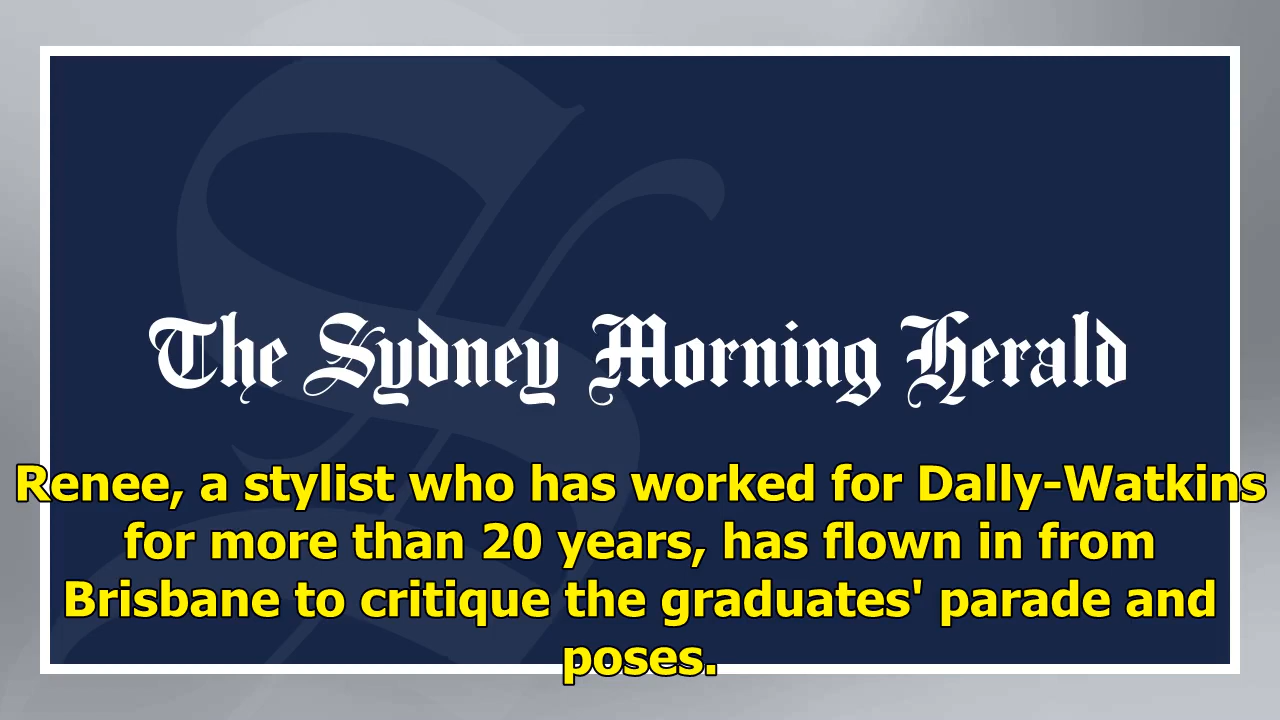 The Sydney Morning Herald
Renee, a stylist who has worked for Dally-Watkins
for more than 20 years, has flown in from
Brisbane to critique the graduates' parade and
poses.